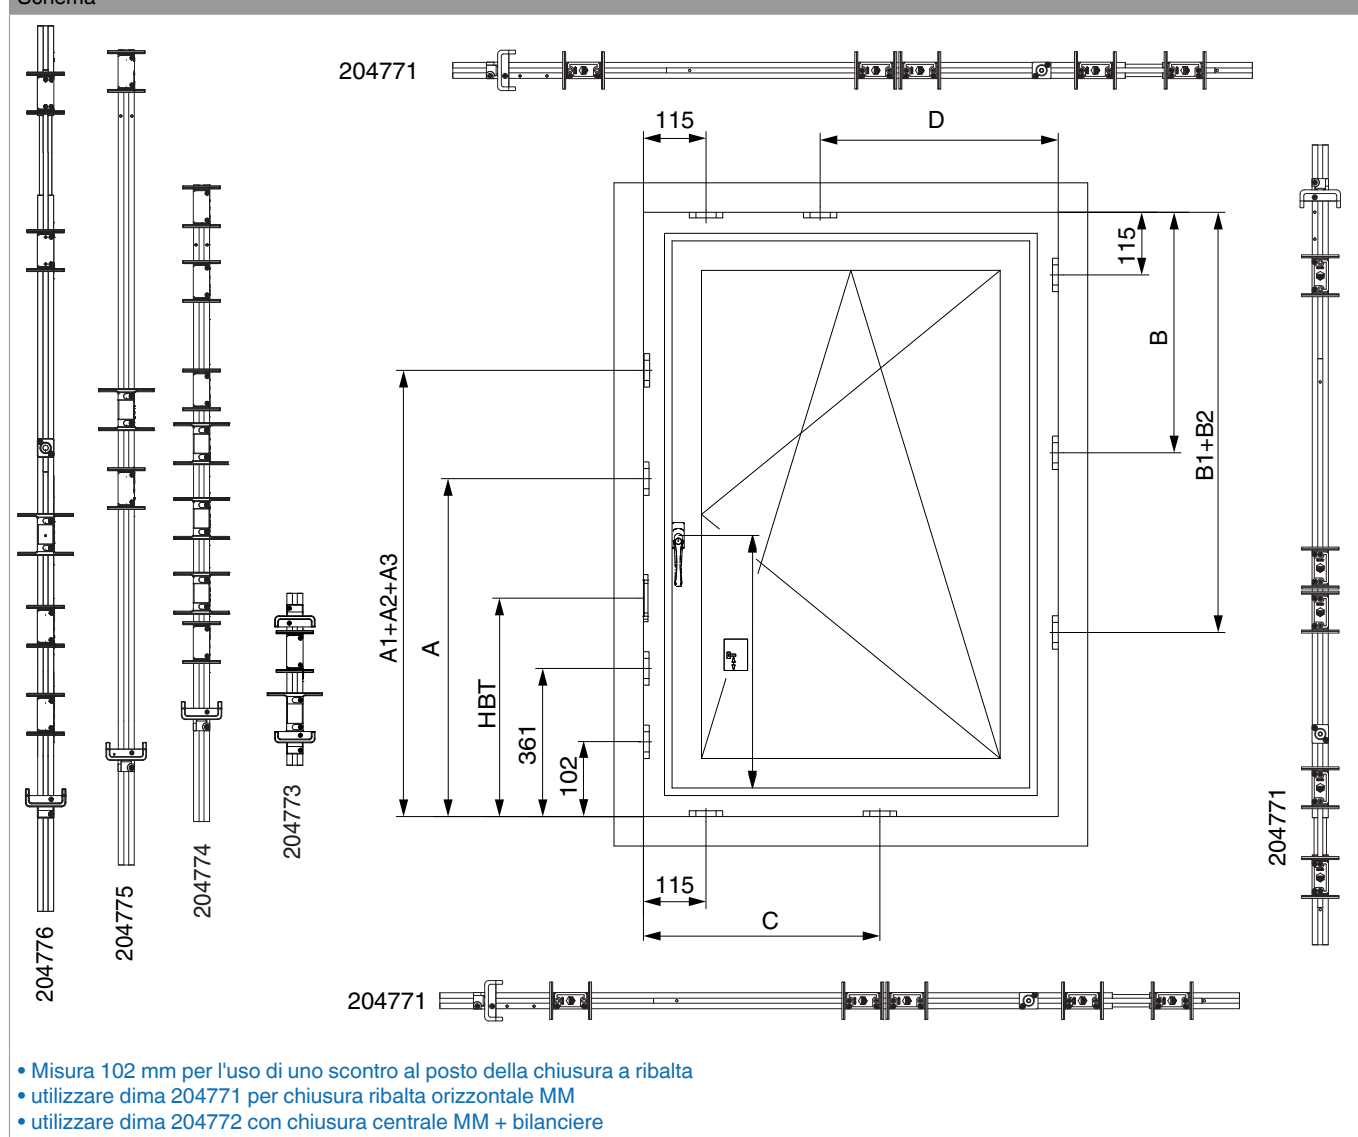 Schema
204771
115
D
115
B
B1+B2
A1+A2+A3
A
HBT
361
102
115
C
204776
204775
204774
204773
204771
204771
• Misura 102 mm per l'uso di uno scontro al posto della chiusura a ribalta
• utilizzare dima 204771 per chiusura ribalta orizzontale MM
• utilizzare dima 204772 con chiusura centrale MM + bilanciere